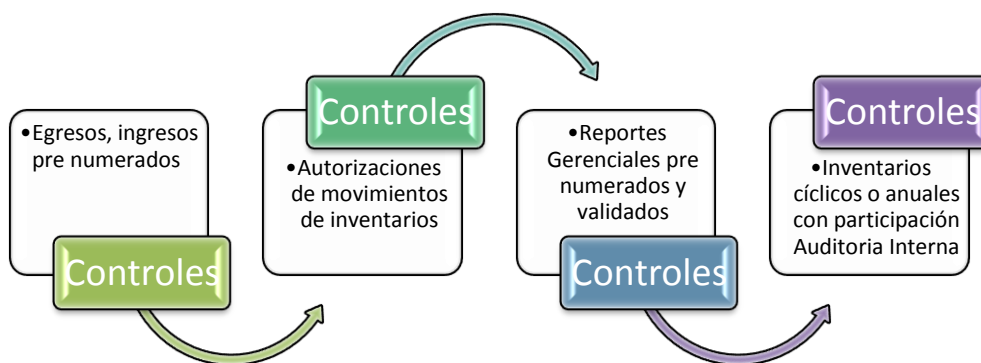 •Egresos, ingresos
pre numerados
Controles
Controles
•Autorizaciones
de movimientos
de inventarios
•Reportes
Gerenciales pre
numerados y
validados
Controles
Controles
•Inventarios
cíclicos o anuales
con participación
Auditoria Interna